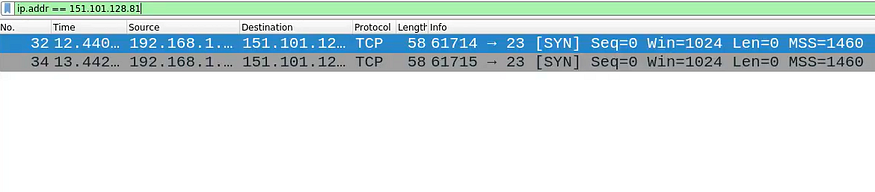 ip.addr == 151.101.128.81
No. Time Source Destination Protocol Length Info
32 12.440… 192.168.1.… 151.101.12… TCP 58 61714 → 23 [SYN] Seq=0 Win=1024 Len=0 MSS=1460
34 13.442… 192.168.1.… 151.101.12… TCP 58 61715 → 23 [SYN] Seq=0 Win=1024 Len=0 MSS=1460